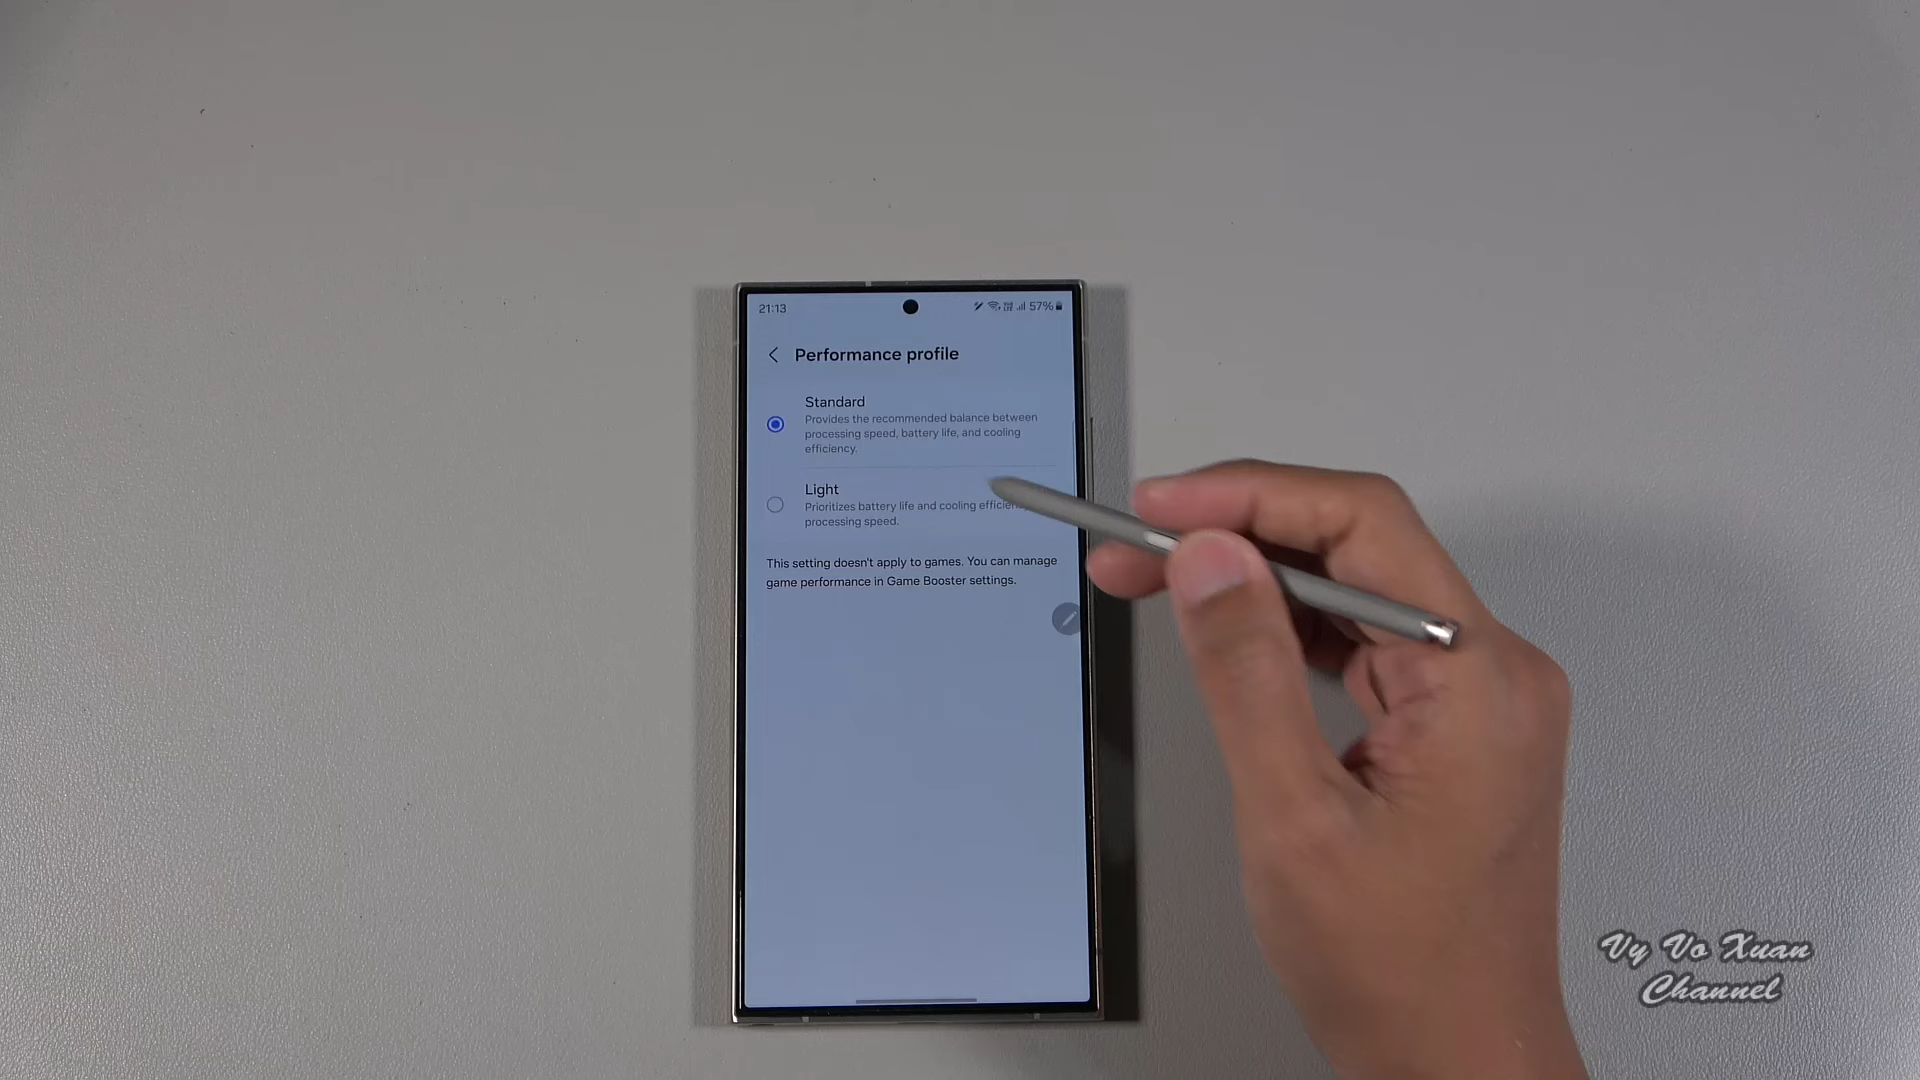 21:13
57%
Performance profile
Standard
Provides the recommended balance between
processing speed, battery life, and cooling
efficiency.
Light
Prioritizes battery life and cooling
processing speed.
This setting doesn't apply to games. You can manage
game performance in Game Booster settings.
Vy Vo Xuan
Channel